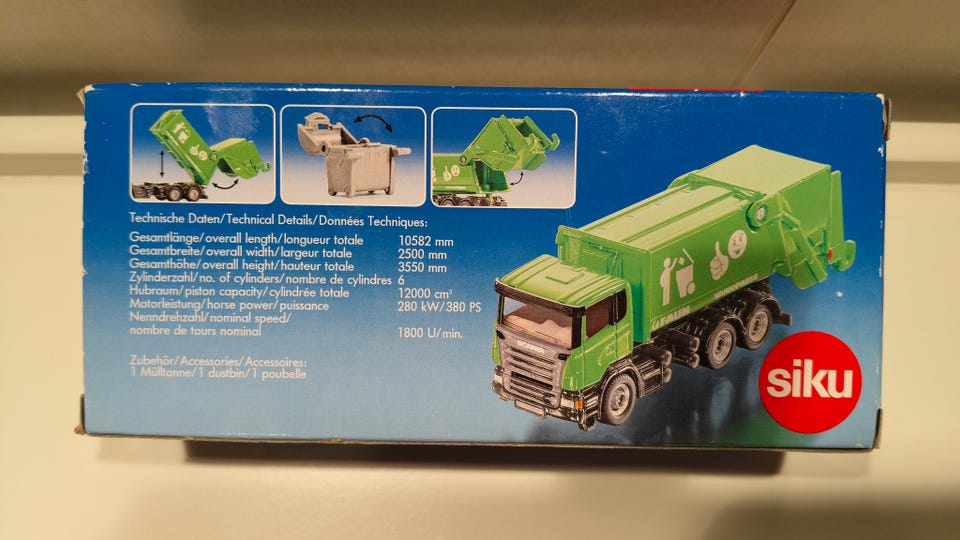 Technische Daten/Technical Details/Données Techniques:
Gesamtlänge/overall length/longueur totale 10582 mm
Gesamtbreite/overall width/largeur totale 2500 mm
Gesamthöhe/overall height/hauteur totale 3550 mm
Zylinderzahl/no. of cylinders/nombre de cylindres 6
Hubraum/piston capacity/cylindrée totale 12000 cm³
Motorleistung/horse power/puissance 280 kW/380 PS
Nenndrehzahl/nominal speed/
nombre de tours nominal 1800 U/min.
Zubehör/Accessories/Accessoires:
1 Mülltonne/1 dustbin/1 poubelle
SCANIA
siku